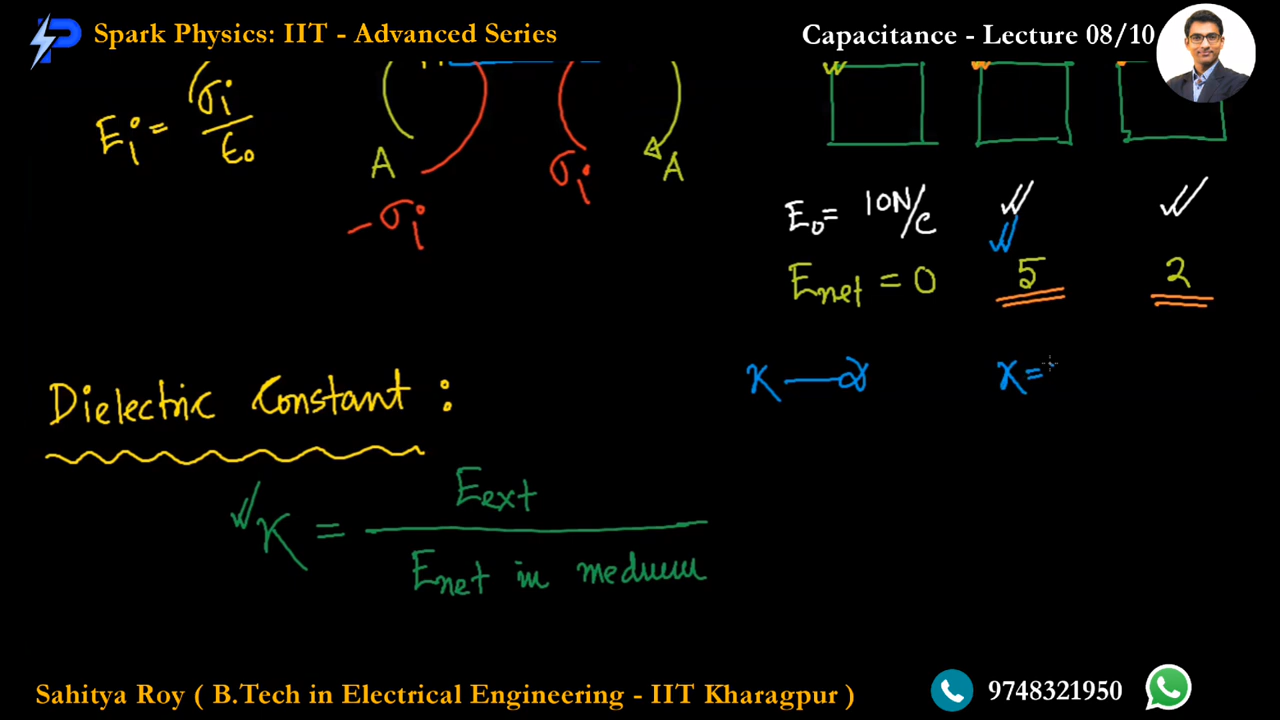 Spark Physics: IIT - Advanced Series
Capacitance - Lecture 08/10
Ei = σi / ε0
A
-σi
σi
A
E0 = 10N/C
Enet = 0 5 2
K — α K =
Dielectric Constant :
K = Eext / Enet in medium
Sahitya Roy ( B.Tech in Electrical Engineering - IIT Kharagpur )
9748321950